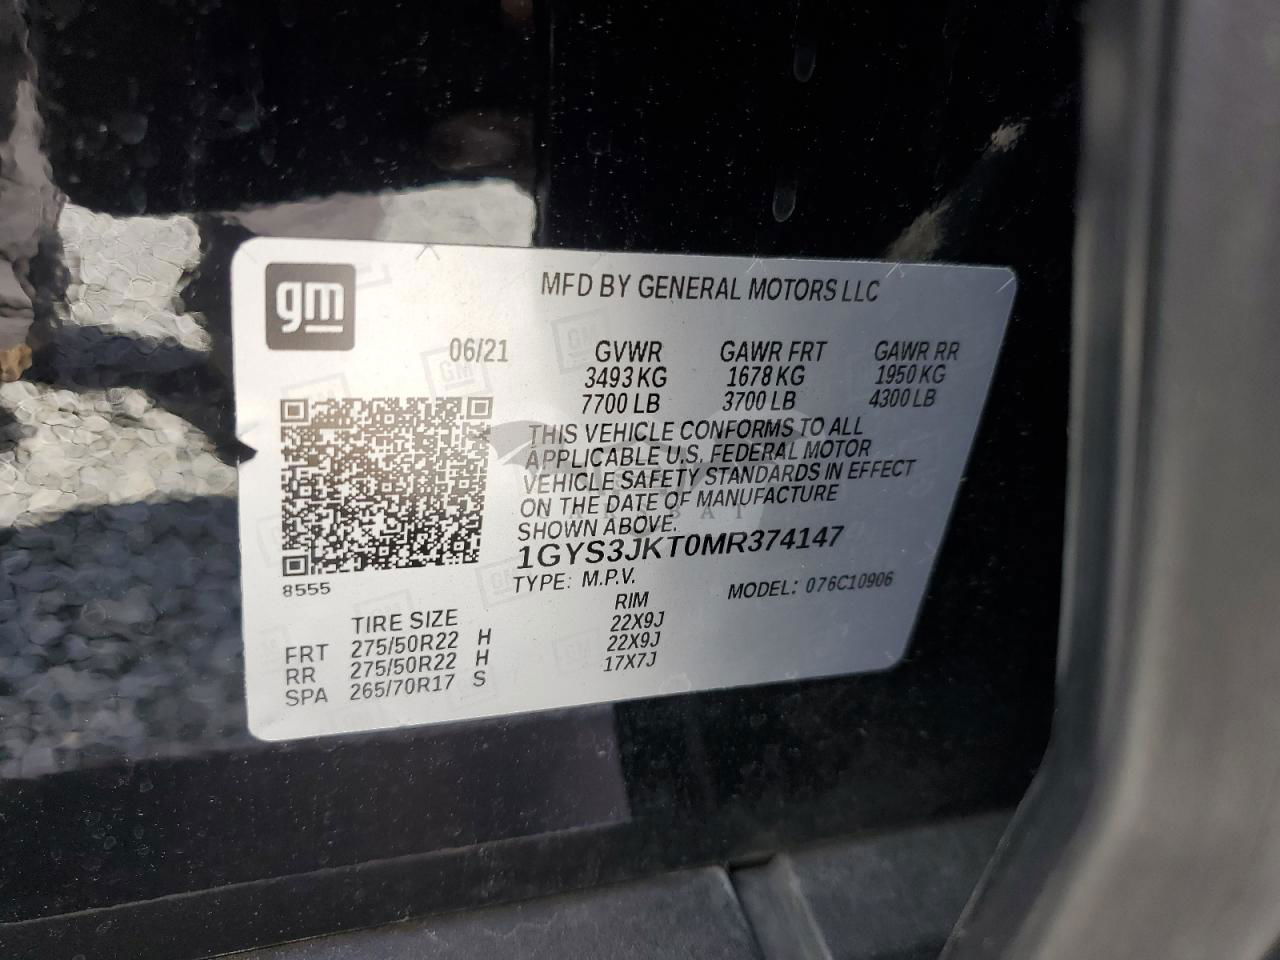 gm
MFD BY GENERAL MOTORS LLC
06/21 GVWR GAWR FRT GAWR RR
3493 KG 1678 KG 1950 KG
7700 LB 3700 LB 4300 LB
THIS VEHICLE CONFORMS TO ALL
APPLICABLE U.S. FEDERAL MOTOR
VEHICLE SAFETY STANDARDS IN EFFECT
ON THE DATE OF MANUFACTURE
SHOWN ABOVE.
1GYS3JKT0MR374147
8555
TYPE: M.P.V. MODEL: 076C10906
TIRE SIZE RIM
FRT 275/50R22 H 22X9J
RR 275/50R22 H 22X9J
SPA 265/70R17 S 17X7J